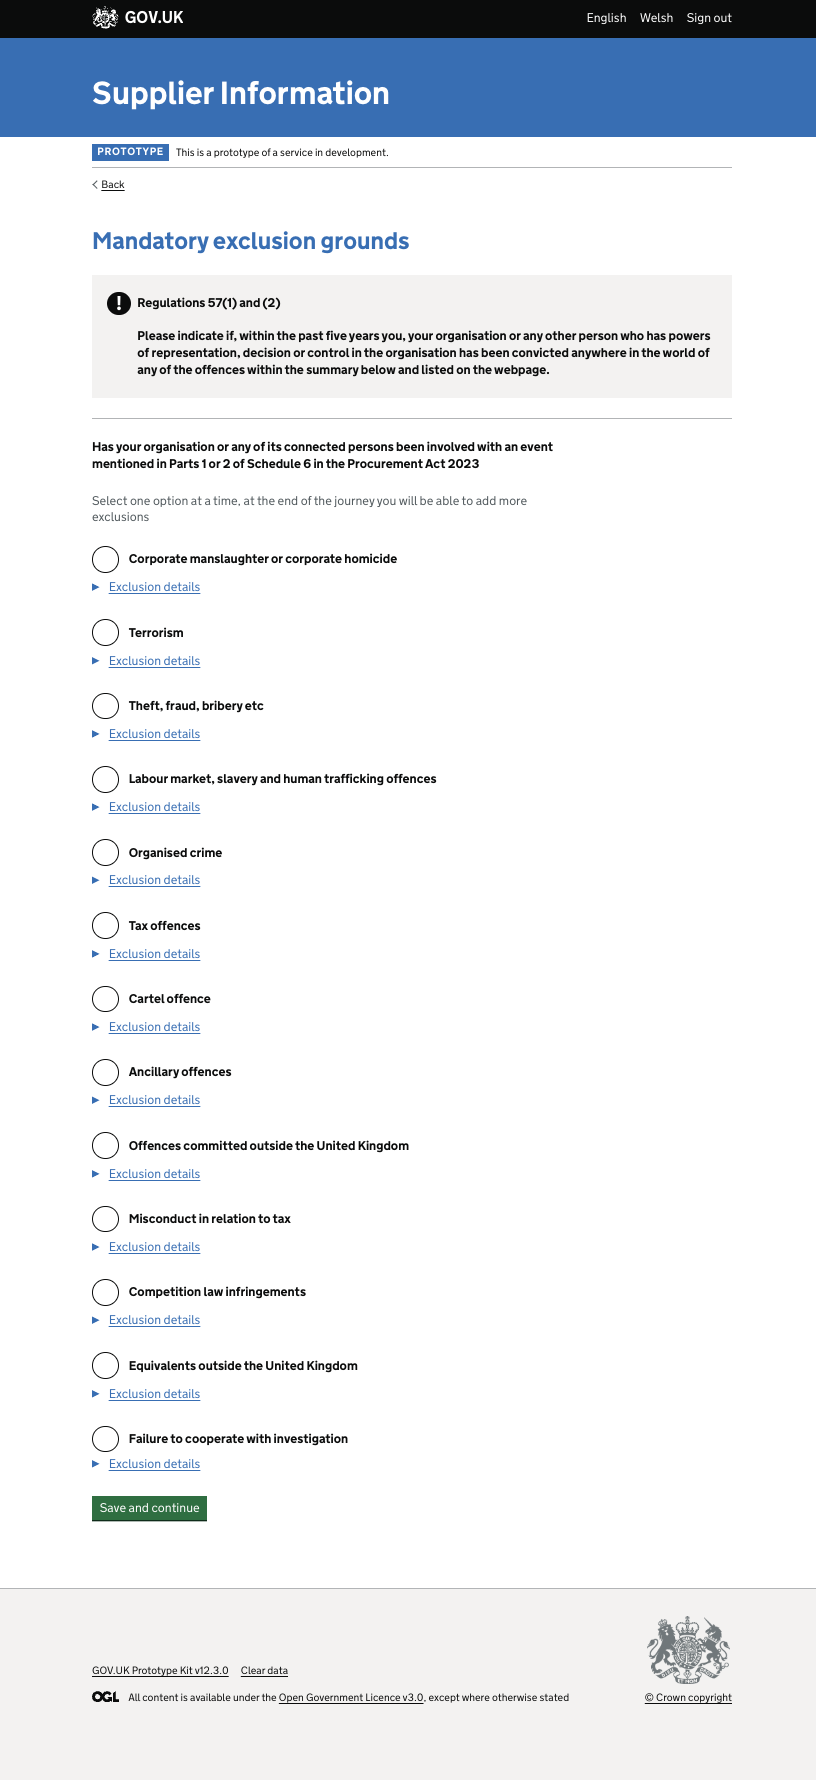 GOV.UK
English Welsh Sign out
Supplier Information
PROTOTYPE This is a prototype of a service in development.
Back
Mandatory exclusion grounds
! Regulations 57(1) and (2)
Please indicate if, within the past five years you, your organisation or any other person who has powers
of representation, decision or control in the organisation has been convicted anywhere in the world of
any of the offences within the summary below and listed on the webpage.
Has your organisation or any of its connected persons been involved with an event
mentioned in Parts 1 or 2 of Schedule 6 in the Procurement Act 2023
Select one option at a time, at the end of the journey you will be able to add more
exclusions
Corporate manslaughter or corporate homicide
Exclusion details
Terrorism
Exclusion details
Theft, fraud, bribery etc
Exclusion details
Labour market, slavery and human trafficking offences
Exclusion details
Organised crime
Exclusion details
Tax offences
Exclusion details
Cartel offence
Exclusion details
Ancillary offences
Exclusion details
Offences committed outside the United Kingdom
Exclusion details
Misconduct in relation to tax
Exclusion details
Competition law infringements
Exclusion details
Equivalents outside the United Kingdom
Exclusion details
Failure to cooperate with investigation
Exclusion details
Save and continue
GOV.UK Prototype Kit v12.3.0 Clear data
OGL All content is available under the Open Government Licence v3.0, except where otherwise stated
© Crown copyright